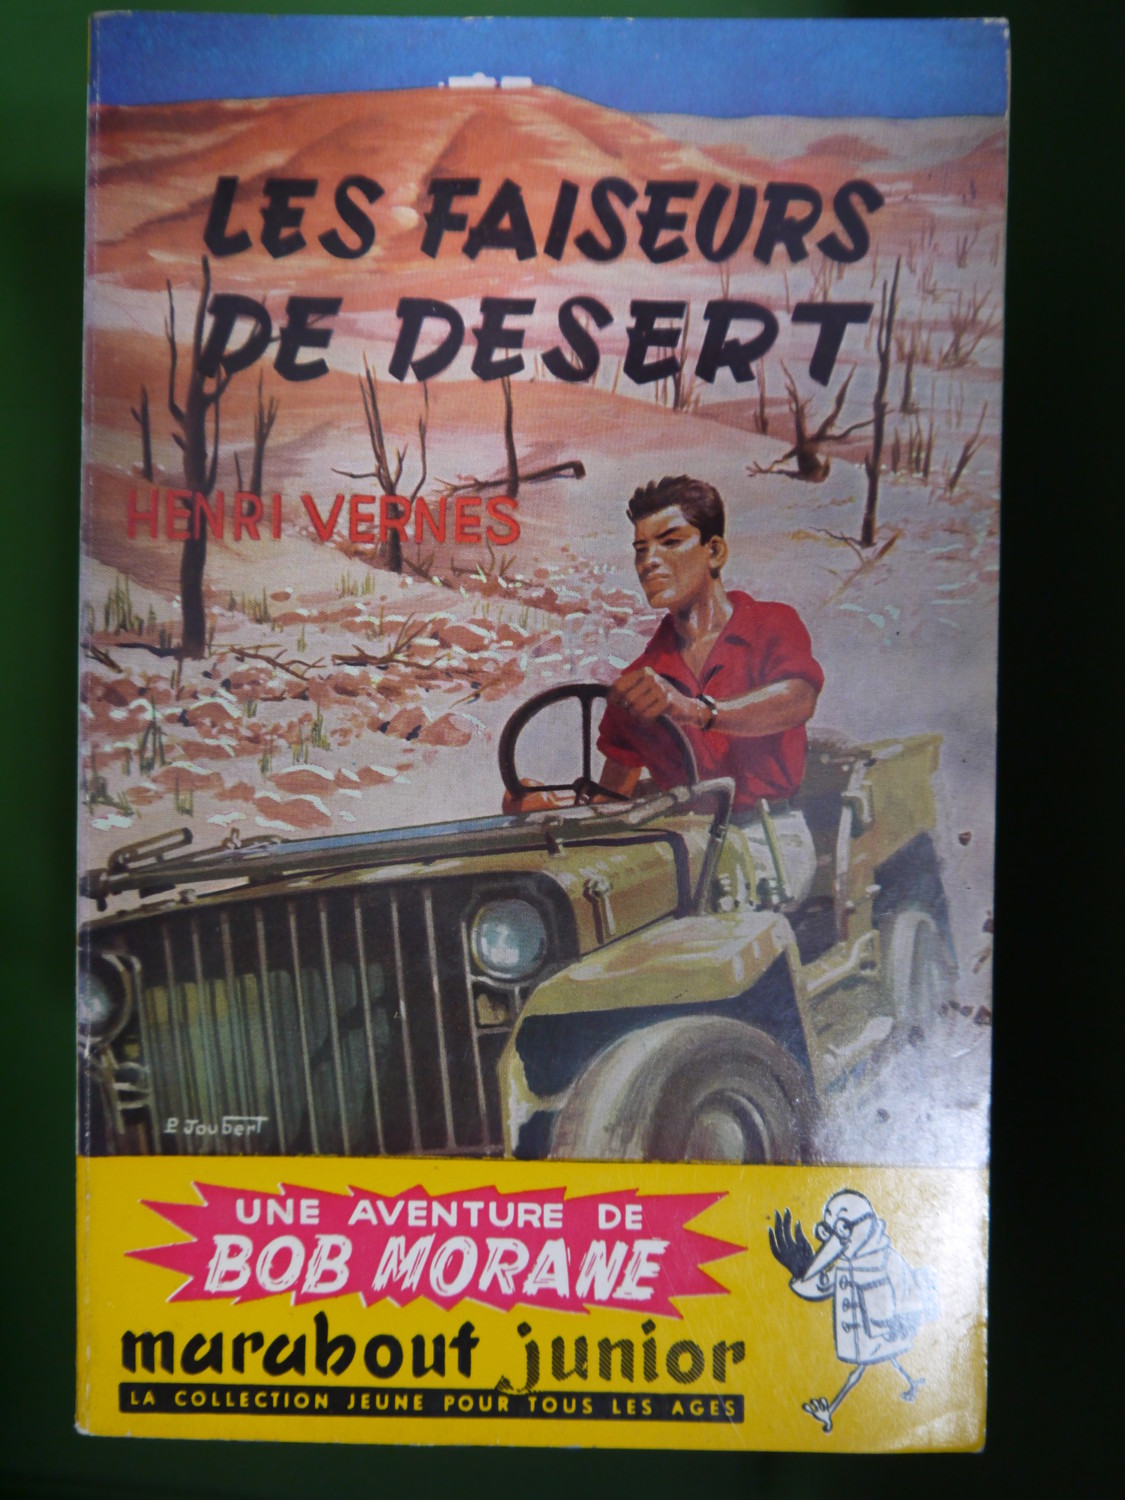 LES FAISEURS
DE DESERT
HENRI VERNES
P. Joubert
UNE AVENTURE DE
BOB MORANE
marabout junior
LA COLLECTION JEUNE POUR TOUS LES AGES